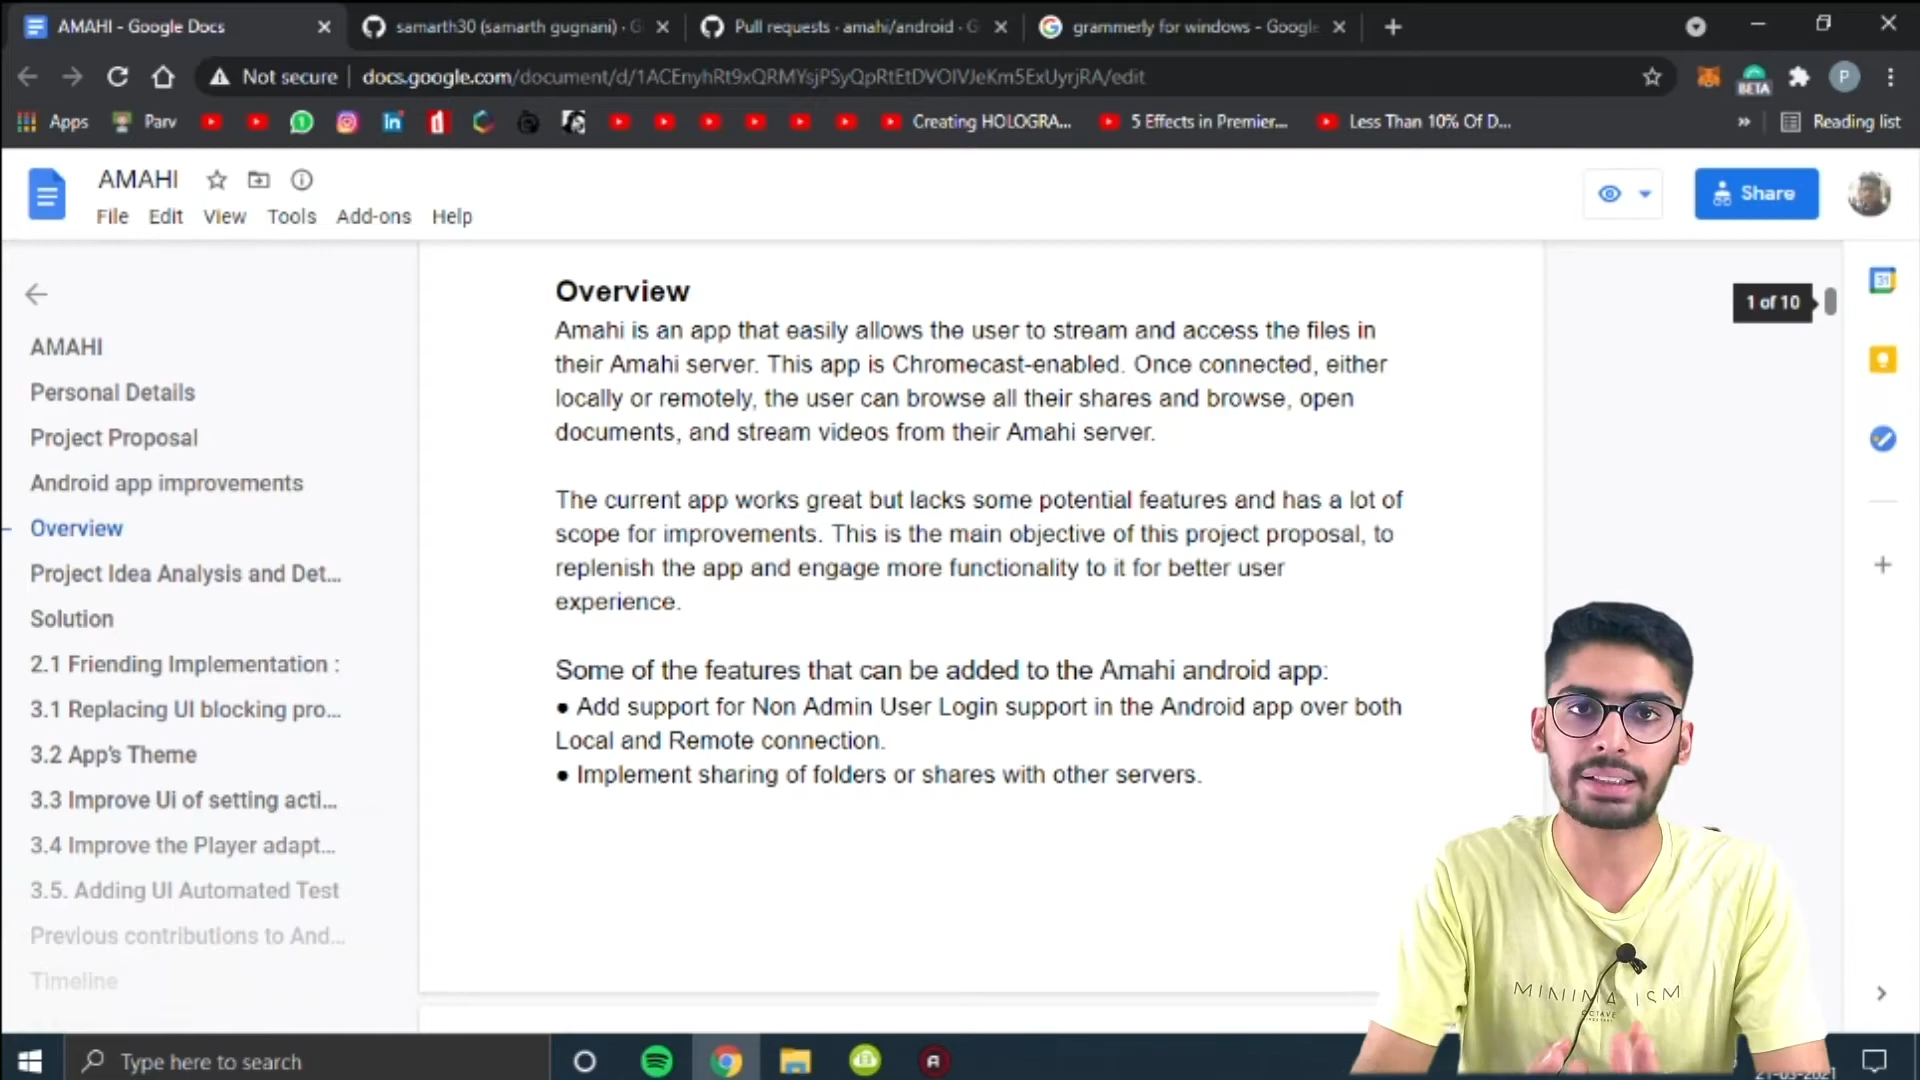 AMAHI - Google Docs
samarth30 (samarth gugnani) · G
Pull requests · amahi/android · G
grammerly for windows - Google
Not secure
docs.google.com/document/d/1ACEnyhRt9xQRMYsjPSyQpRtEtDVOIVJeKm5ExUyrjRA/edit
BETA
P
Apps
Parv
Creating HOLOGRA...
5 Effects in Premier...
Less Than 10% Of D...
Reading list
AMAHI
File Edit View Tools Add-ons Help
Share
AMAHI
Personal Details
Project Proposal
Android app improvements
Overview
Project Idea Analysis and Det...
Solution
2.1 Friending Implementation :
3.1 Replacing UI blocking pro...
3.2 App's Theme
3.3 Improve Ui of setting acti...
3.4 Improve the Player adapt...
3.5. Adding UI Automated Test
Previous contributions to And...
Timeline
Overview
Amahi is an app that easily allows the user to stream and access the files in
their Amahi server. This app is Chromecast-enabled. Once connected, either
locally or remotely, the user can browse all their shares and browse, open
documents, and stream videos from their Amahi server.
The current app works great but lacks some potential features and has a lot of
scope for improvements. This is the main objective of this project proposal, to
replenish the app and engage more functionality to it for better user
experience.
Some of the features that can be added to the Amahi android app:
● Add support for Non Admin User Login support in the Android app over both
Local and Remote connection.
● Implement sharing of folders or shares with other servers.
1 of 10
31
MINIMALISM
OCTAVE
Type here to search
21-03-2021